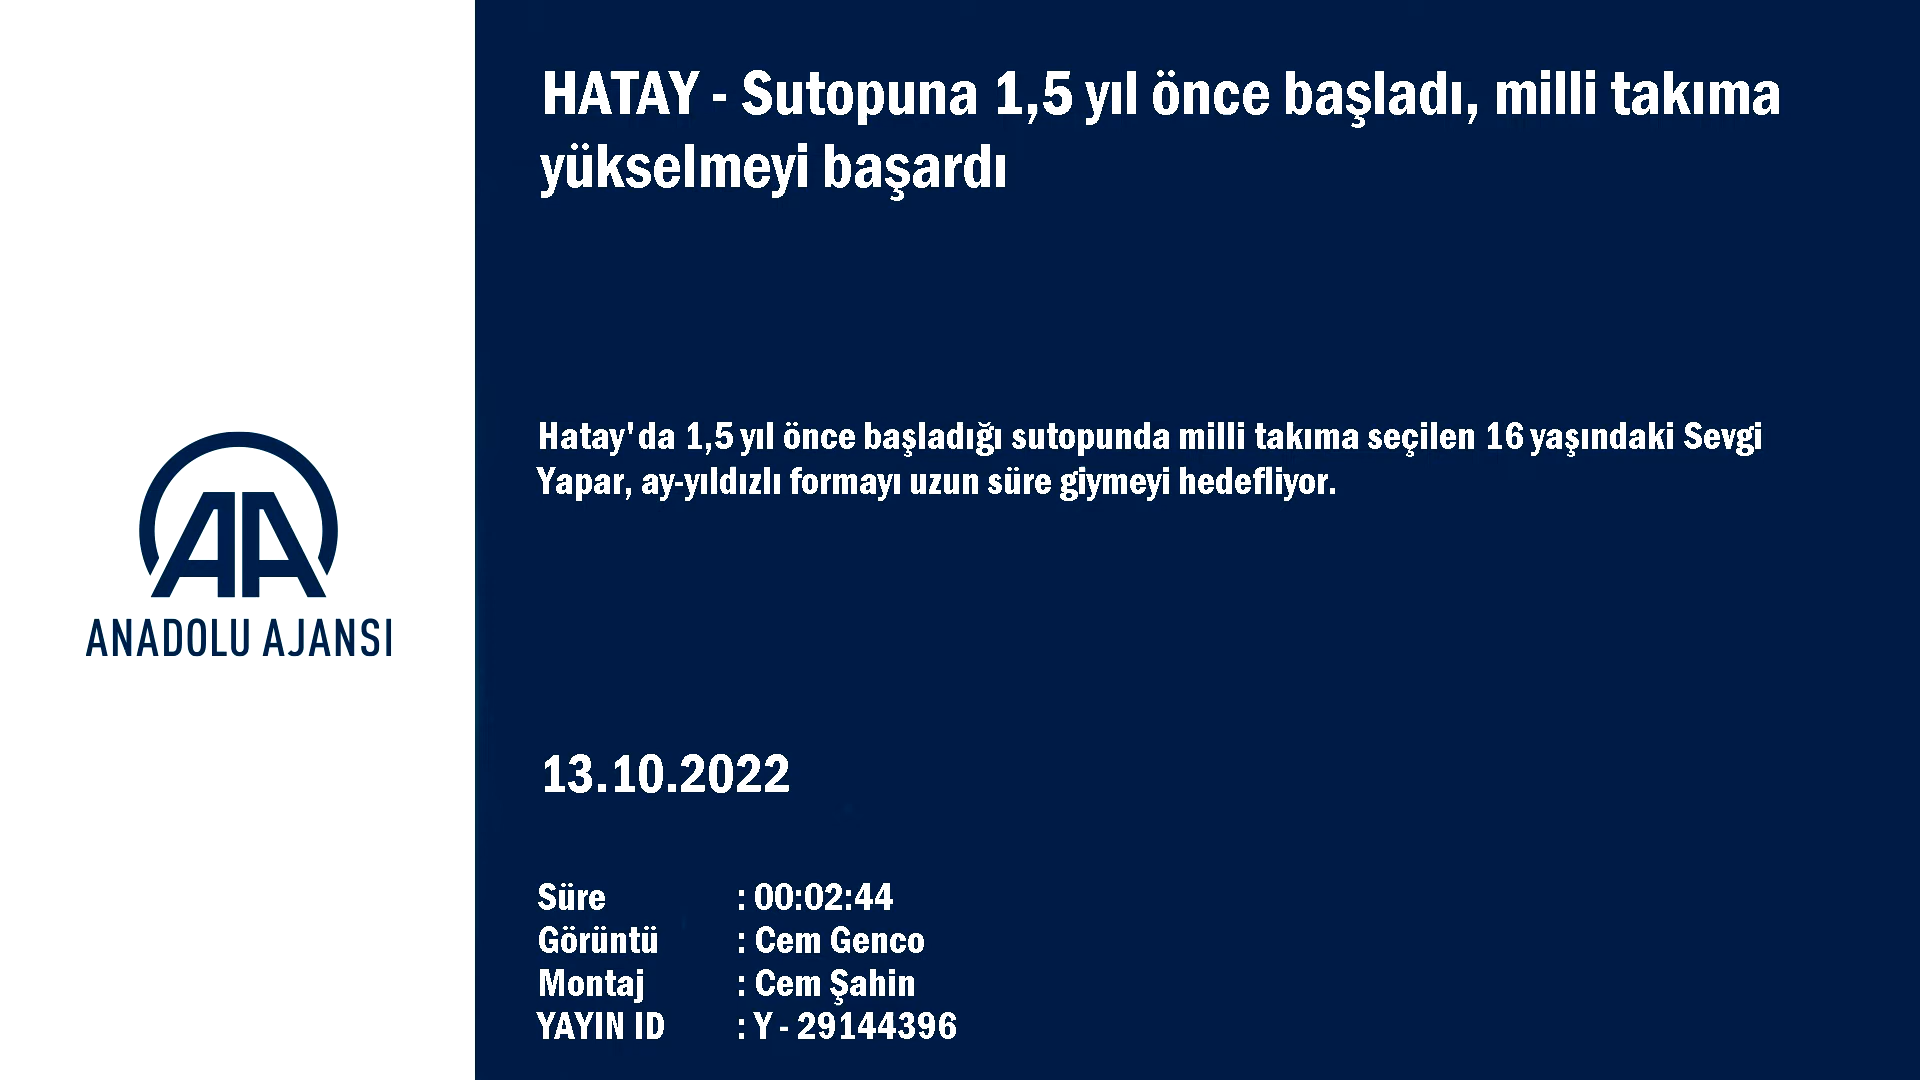 HATAY - Sutopuna 1,5 yıl önce başladı, milli takıma
yükselmeyi başardı
Hatay'da 1,5 yıl önce başladığı sutopunda milli takıma seçilen 16 yaşındaki Sevgi
Yapar, ay-yıldızlı formayı uzun süre giymeyi hedefliyor.
AA
ANADOLU AJANSI
13.10.2022
Süre : 00:02:44
Görüntü : Cem Genco
Montaj : Cem Şahin
YAYIN ID : Y - 29144396